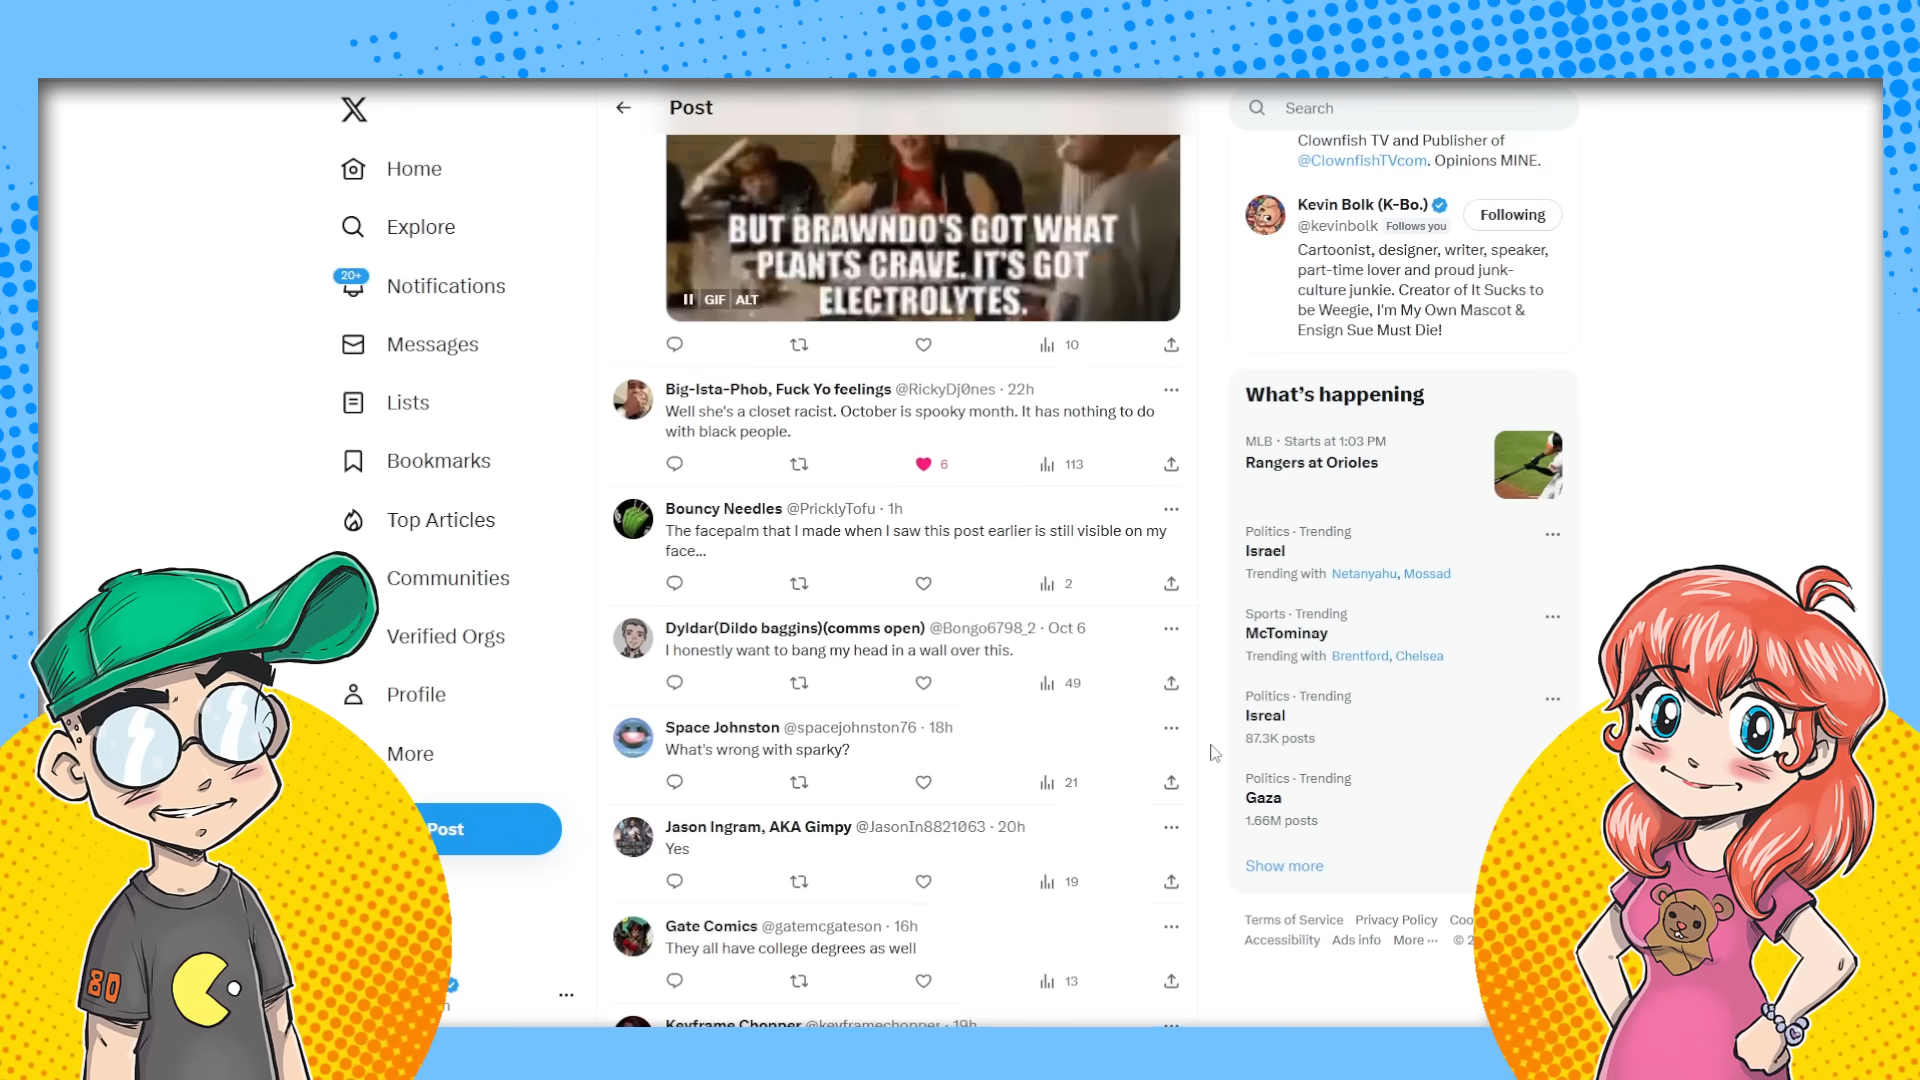 X
Home
Explore
20+
Notifications
Messages
Lists
Bookmarks
Top Articles
Communities
Verified Orgs
Profile
More
Post
80
Post
BUT BRAWNDO'S GOT WHAT
PLANTS CRAVE. IT'S GOT
ELECTROLYTES.
GIF ALT
10
Big-Ista-Phob, Fuck Yo feelings @RickyDj0nes · 22h
Well she's a closet racist. October is spooky month. It has nothing to do
with black people.
6 113
Bouncy Needles @PricklyTofu · 1h
The facepalm that I made when I saw this post earlier is still visible on my
face...
2
Dyldar(Dildo baggins)(comms open) @Bongo6798_2 · Oct 6
I honestly want to bang my head in a wall over this.
49
Space Johnston @spacejohnston76 · 18h
What's wrong with sparky?
21
Jason Ingram, AKA Gimpy @JasonIn8821063 · 20h
Yes
19
Gate Comics @gatemcgateson · 16h
They all have college degrees as well
13
Keyframe Chopper @keyframechopper · 19h
Search
Clownfish TV and Publisher of
@ClownfishTVcom. Opinions MINE.
Kevin Bolk (K-Bo.)
Following
@kevinbolk Follows you
Cartoonist, designer, writer, speaker,
part-time lover and proud junk-
culture junkie. Creator of It Sucks to
be Weegie, I'm My Own Mascot &
Ensign Sue Must Die!
What's happening
MLB · Starts at 1:03 PM
Rangers at Orioles
Politics · Trending
Israel
Trending with Netanyahu, Mossad
Sports · Trending
McTominay
Trending with Brentford, Chelsea
Politics · Trending
Isreal
87.3K posts
Politics · Trending
Gaza
1.66M posts
Show more
Terms of Service Privacy Policy Coo
Accessibility Ads info More ··· © 2